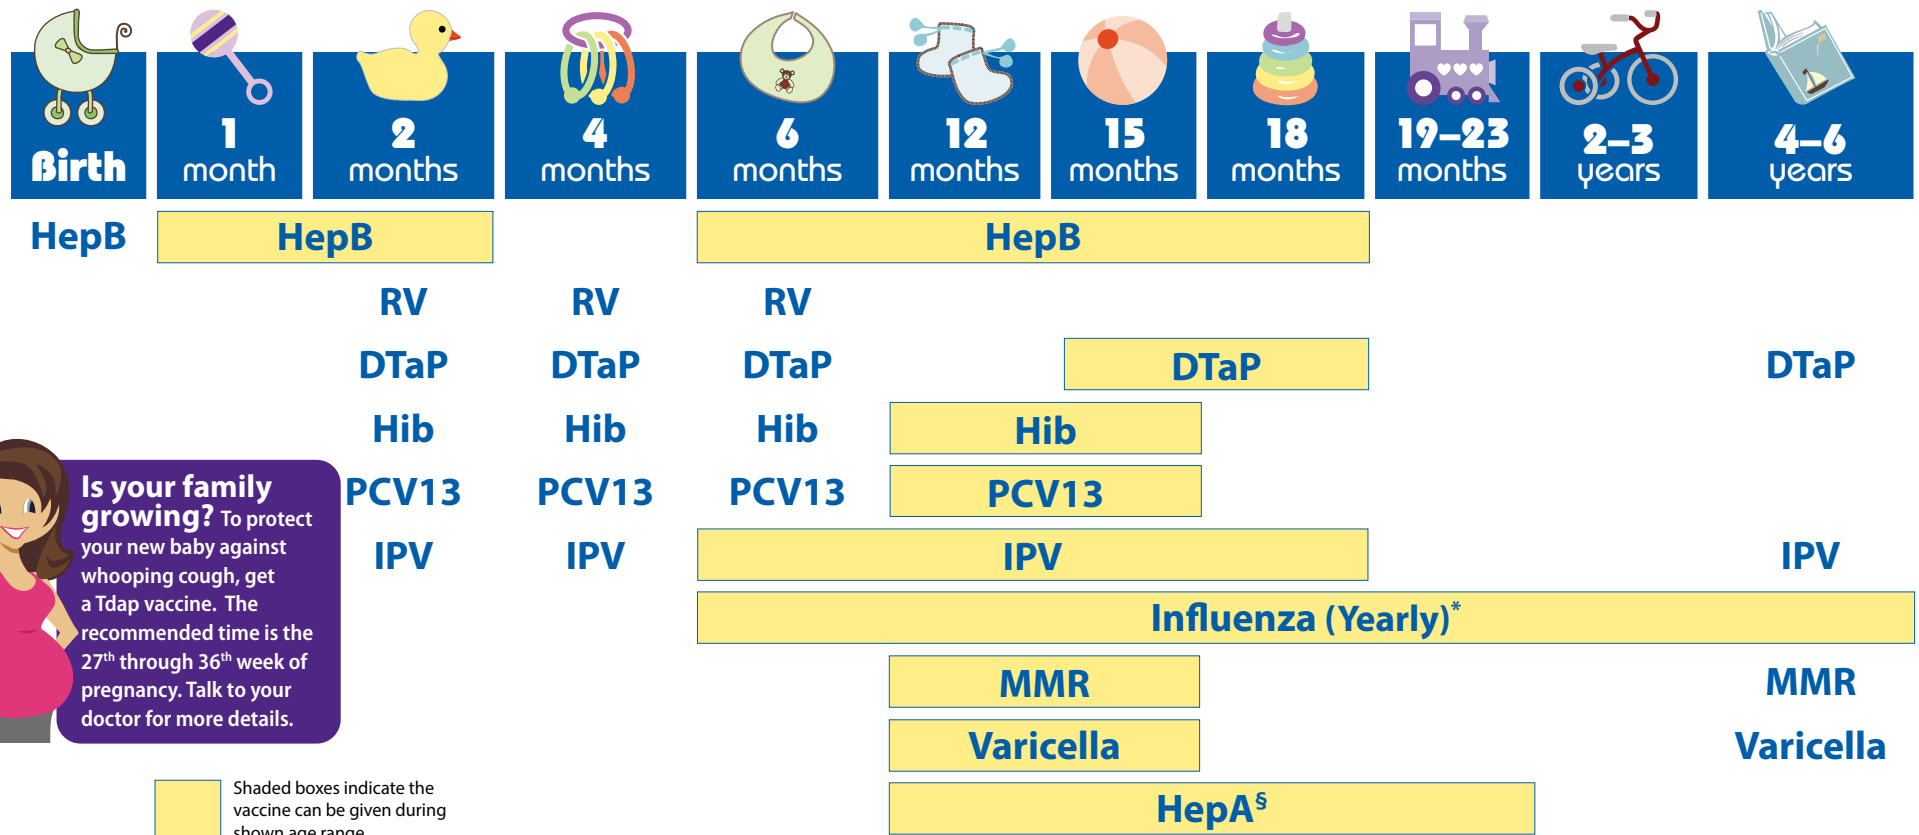 Birth
1
month
2
months
4
months
6
months
12
months
15
months
18
months
19–23
months
2–3
years
4–6
years
HepB HepB HepB
RV RV RV
DTaP DTaP DTaP DTaP DTaP
Hib Hib Hib Hib
PCV13 PCV13 PCV13 PCV13
IPV IPV IPV IPV
Influenza (Yearly)*
MMR MMR
Varicella Varicella
HepA§
Is your family
growing? To protect
your new baby against
whooping cough, get
a Tdap vaccine. The
recommended time is the
27th through 36th week of
pregnancy. Talk to your
doctor for more details.
Shaded boxes indicate the
vaccine can be given during
shown age range